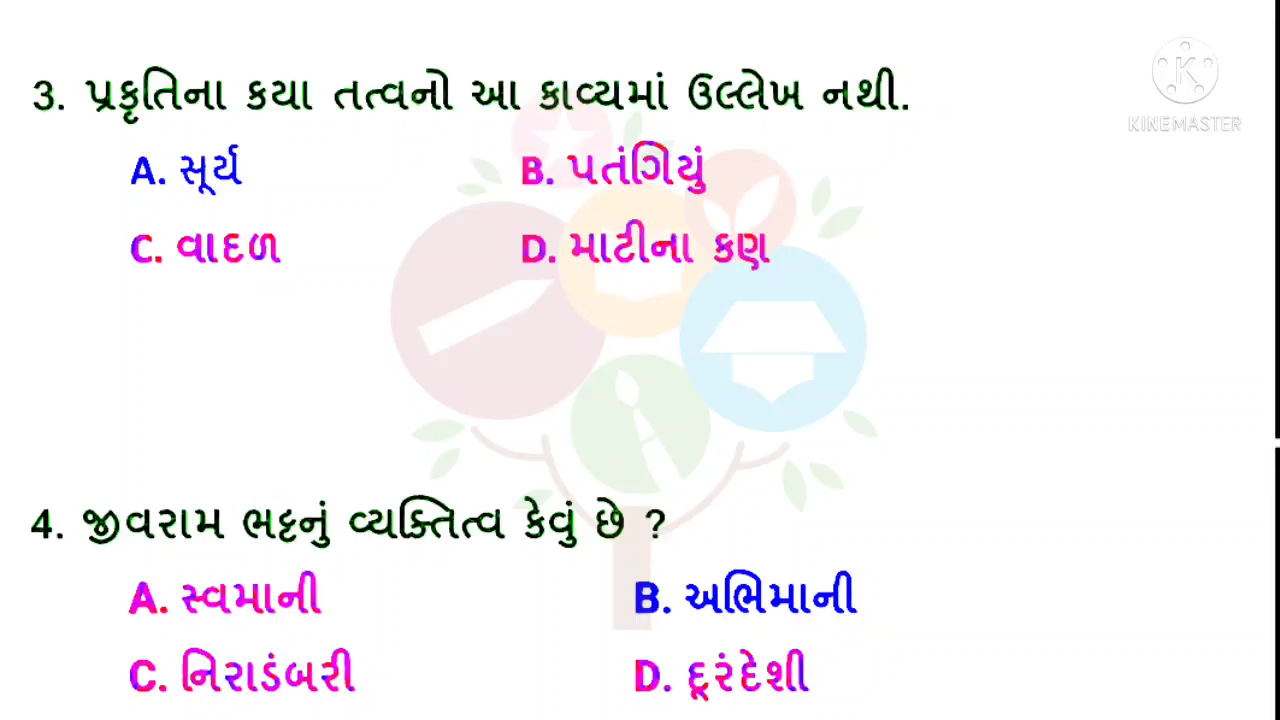 3. પ્રકૃતિના કયા તત્વનો આ કાવ્યમાં ઉલ્લેખ નથી.
A. સૂર્ય B. પતંગિયું
C. વાદળ D. માટીના કણ
4. જીવરામ ભટ્ટનું વ્યક્તિત્વ કેવું છે ?
A. સ્વમાની B. અભિમાની
C. નિરાડંબરી D. દૂરંદેશી
K
KINEMASTER